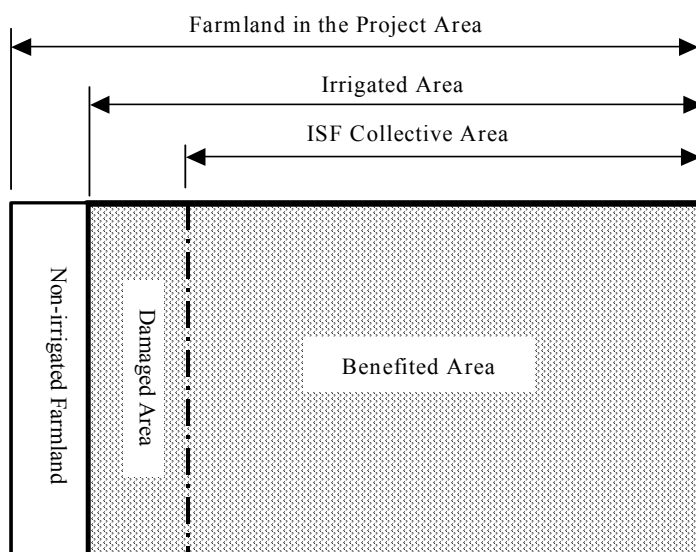 Farmland in the Project Area
Irrigated Area
ISF Collective Area
Non-irrigated Farmland
Damaged Area
Benefited Area